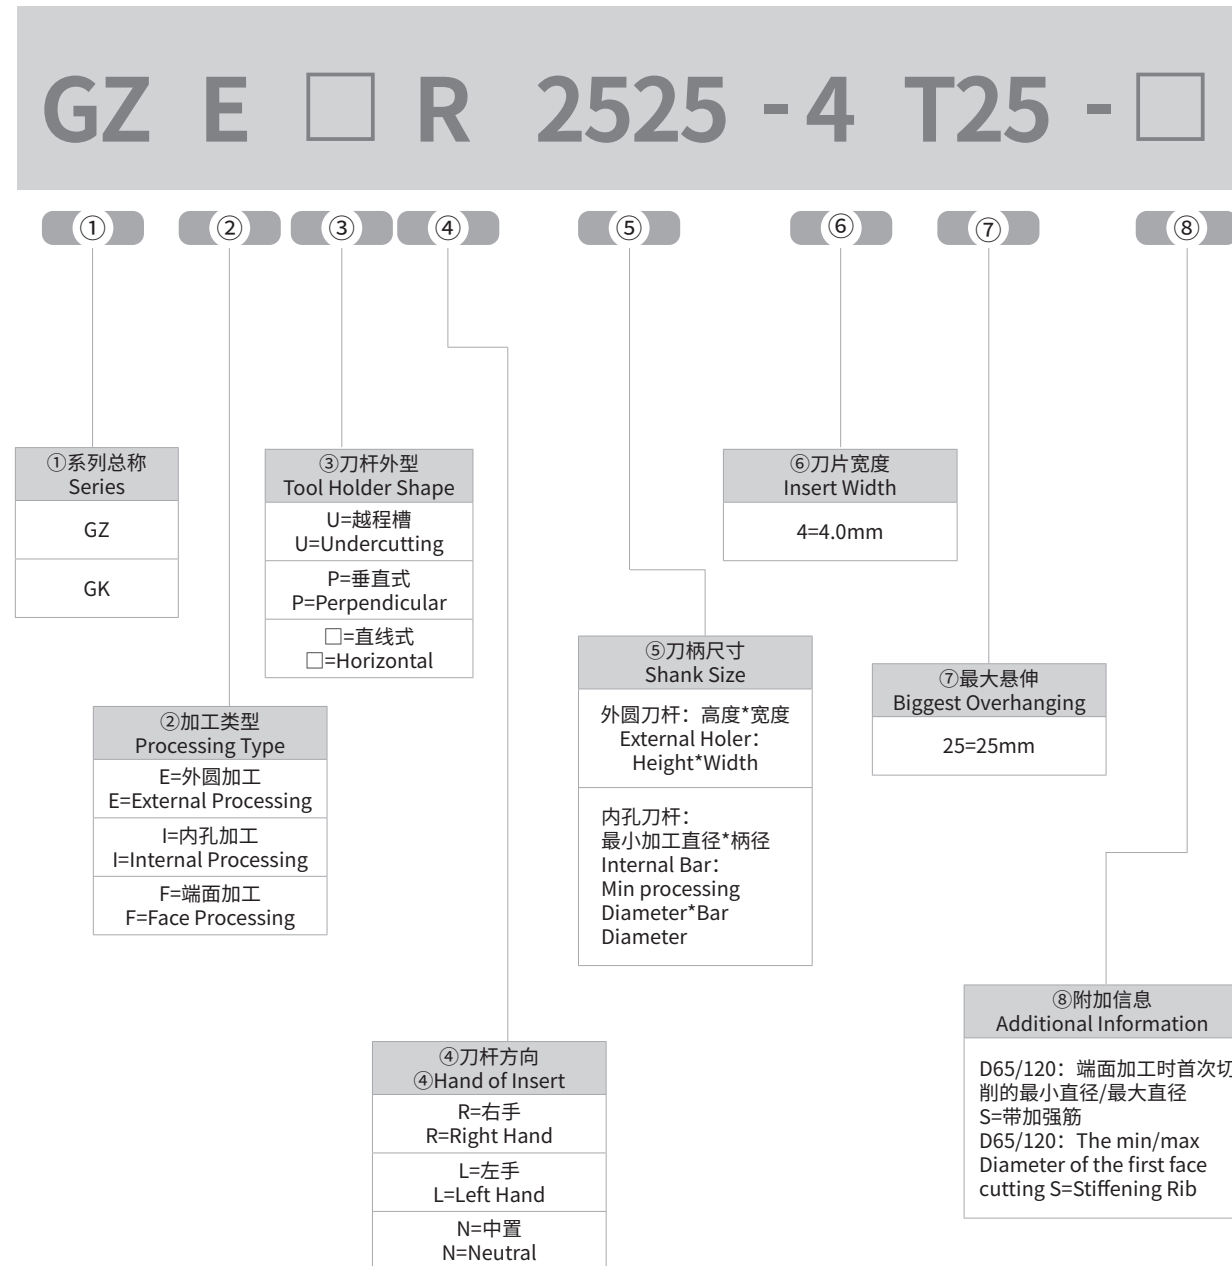 GZ E □ R 2525 - 4 T25 - □
① ② ③ ④ ⑤ ⑥ ⑦ ⑧
①系列总称
Series
GZ
GK
③刀杆外型
Tool Holder Shape
U=越程槽
U=Undercutting
P=垂直式
P=Perpendicular
□=直线式
□=Horizontal
⑥刀片宽度
Insert Width
4=4.0mm
⑤刀柄尺寸
Shank Size
外圆刀杆：高度*宽度
External Holer：
Height*Width
内孔刀杆：
最小加工直径*柄径
Internal Bar：
Min processing
Diameter*Bar
Diameter
⑦最大悬伸
Biggest Overhanging
25=25mm
②加工类型
Processing Type
E=外圆加工
E=External Processing
I=内孔加工
I=Internal Processing
F=端面加工
F=Face Processing
⑧附加信息
Additional Information
D65/120：端面加工时首次切
削的最小直径/最大直径
S=带加强筋
D65/120：The min/max
Diameter of the first face
cutting S=Stiffening Rib
④刀杆方向
④Hand of Insert
R=右手
R=Right Hand
L=左手
L=Left Hand
N=中置
N=Neutral